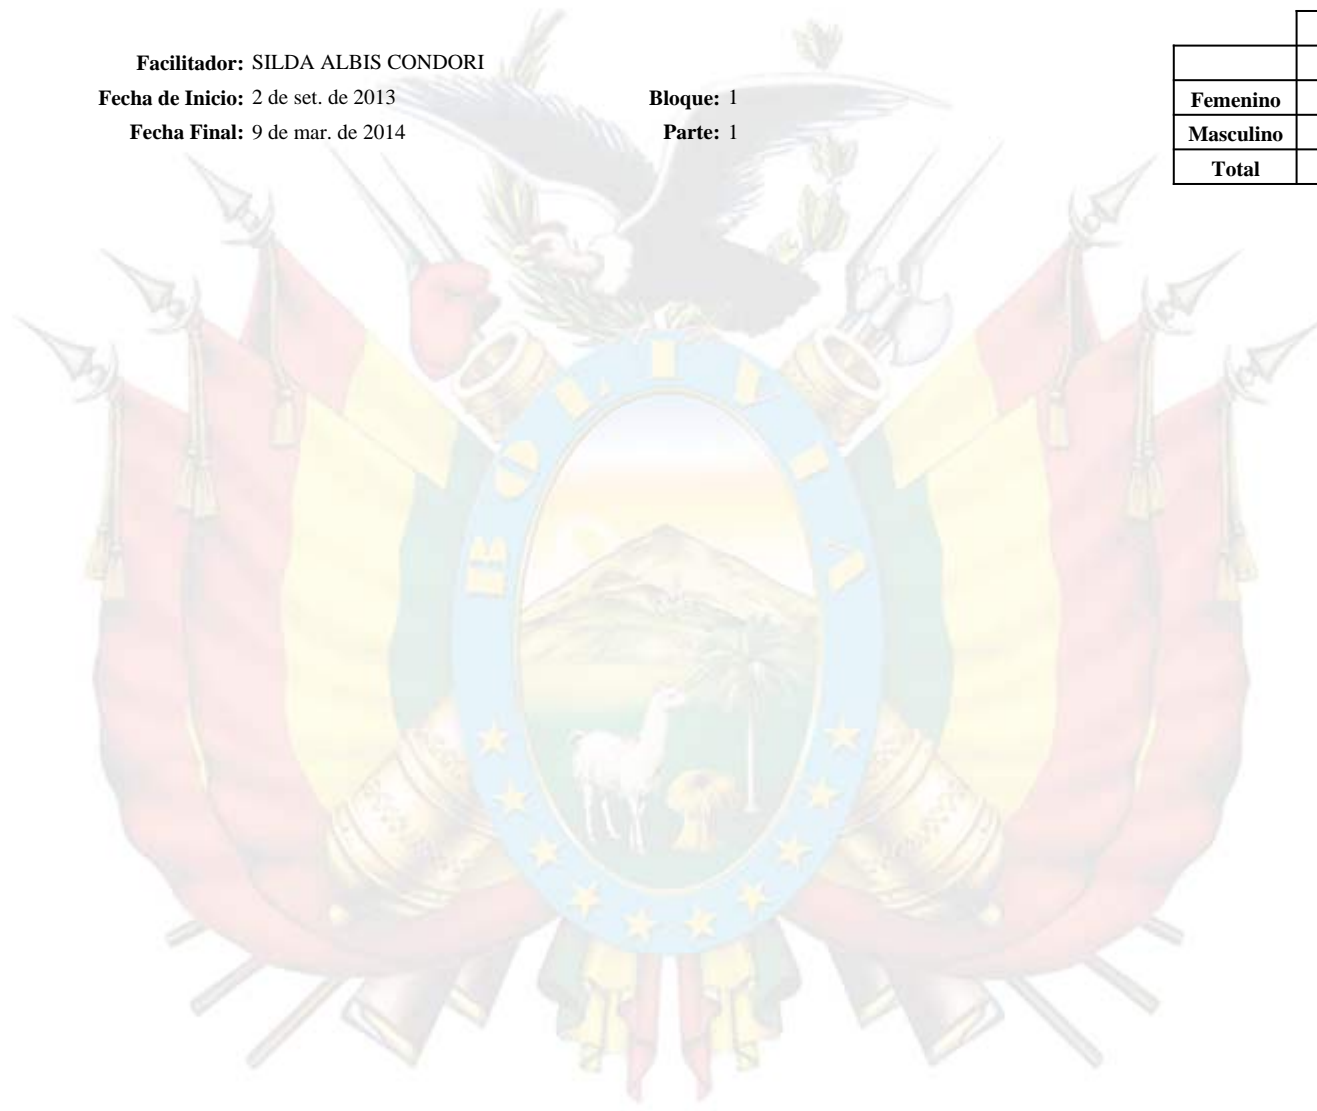 Facilitador: SILDA ALBIS CONDORI
Fecha de Inicio: 2 de set. de 2013 Bloque: 1
Fecha Final: 9 de mar. de 2014 Parte: 1
Femenino
Masculino
Total
BOLIVIA